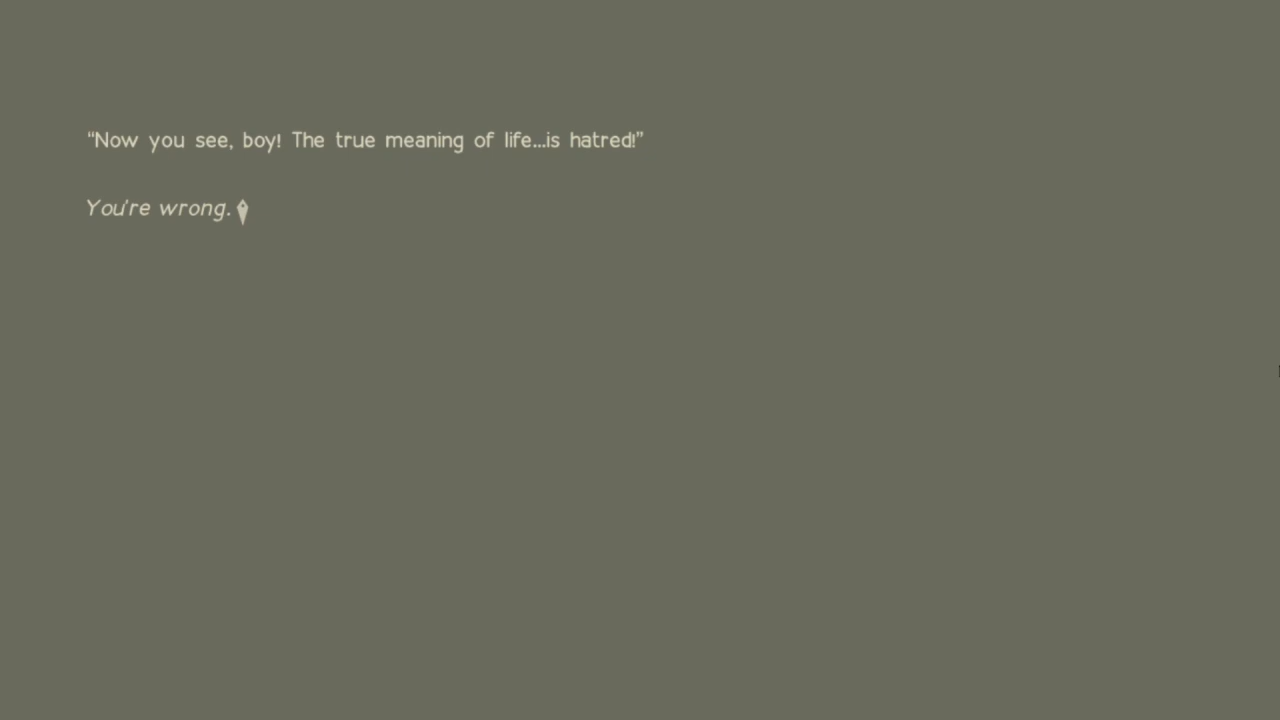 “Now you see, boy! The true meaning of life...is hatred!”
You're wrong.